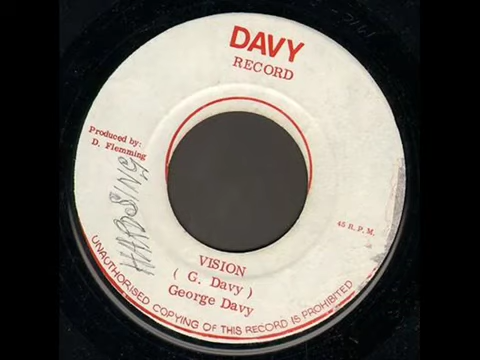 DAVY
RECORD
Produced by:
D. Flemming
45 R.P.M.
VISION
( G. Davy )
George Davy
UNAUTHORISED COPYING OF THIS RECORD IS PROHIBITED